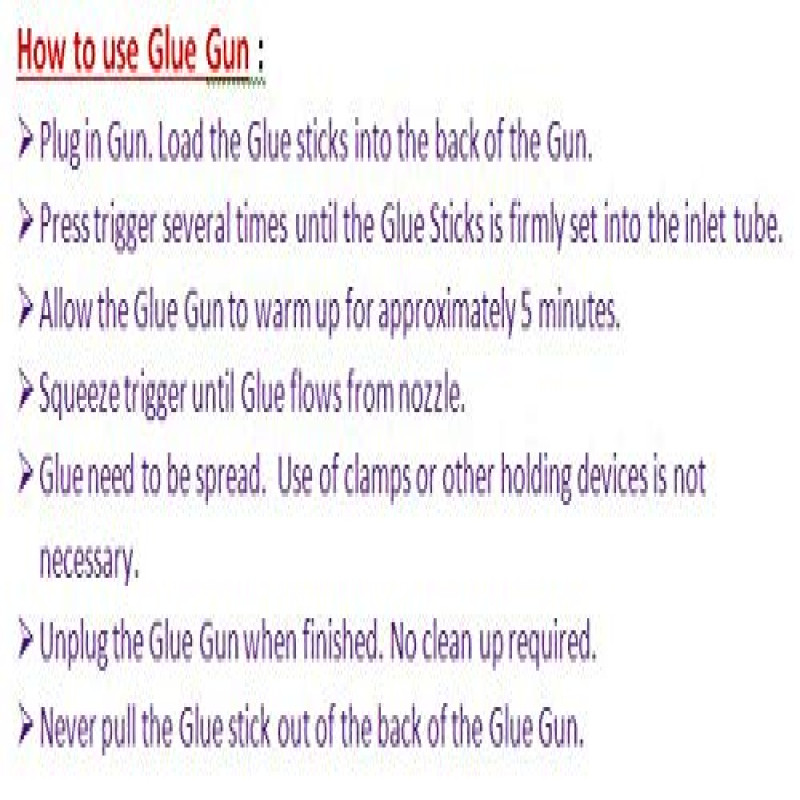 How to use Glue Gun :
➢Plug in Gun. Load the Glue sticks into the back of the Gun.
➢Press trigger several times until the Glue Sticks is firmly set into the inlet tube.
➢Allow the Glue Gun to warm up for approximately 5 minutes.
➢Squeeze trigger until Glue flows from nozzle.
➢Glue need to be spread. Use of clamps or other holding devices is not
necessary.
➢Unplug the Glue Gun when finished. No clean up required.
➢Never pull the Glue stick out of the back of the Glue Gun.